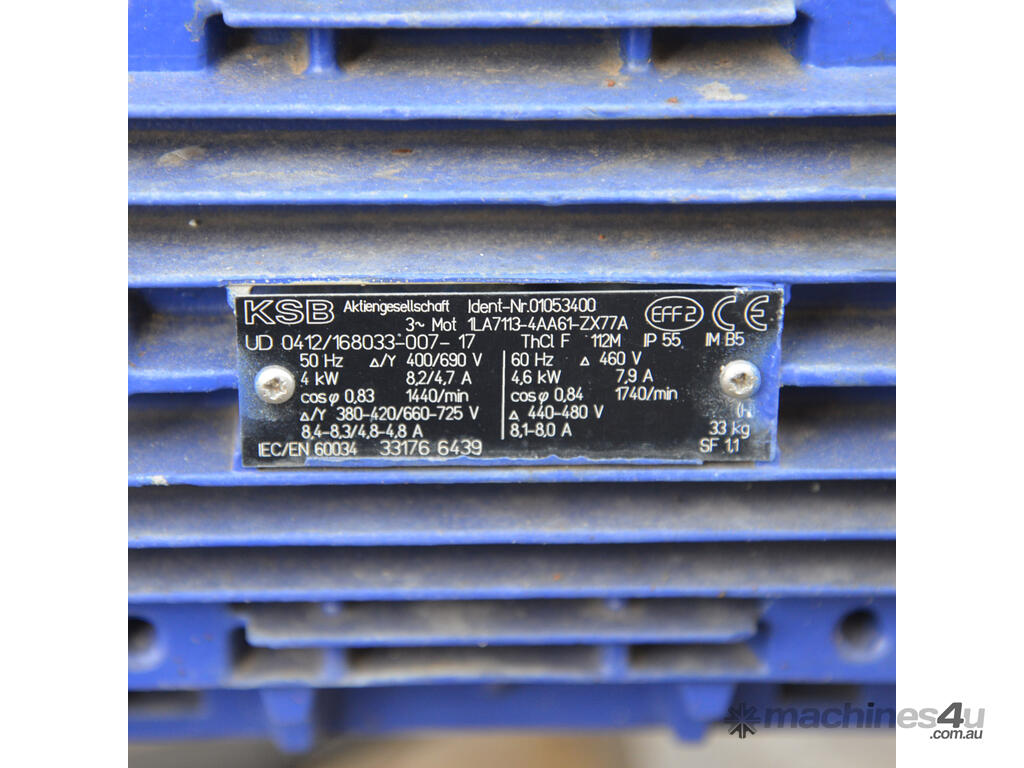 KSB Aktiengesellschaft Ident-Nr.01053400 EFF2 CE
3~ Mot 1LA7113-4AA61-ZX77A
UD 0412/168033-007-17 ThCl F 112M IP 55 IM B5
50 Hz Δ/Y 400/690 V 60 Hz Δ 460 V
4 kW 8,2/4,7 A 4,6 kW 7,9 A
cosφ 0,83 1440/min cosφ 0,84 1740/min
Δ/Y 380-420/660-725 V Δ 440-480 V (H)
8,4-8,3/4,8-4,8 A 8,1-8,0 A 33 kg
IEC/EN 60034 33176 6439 SF 1,1
machines4u
.com.au